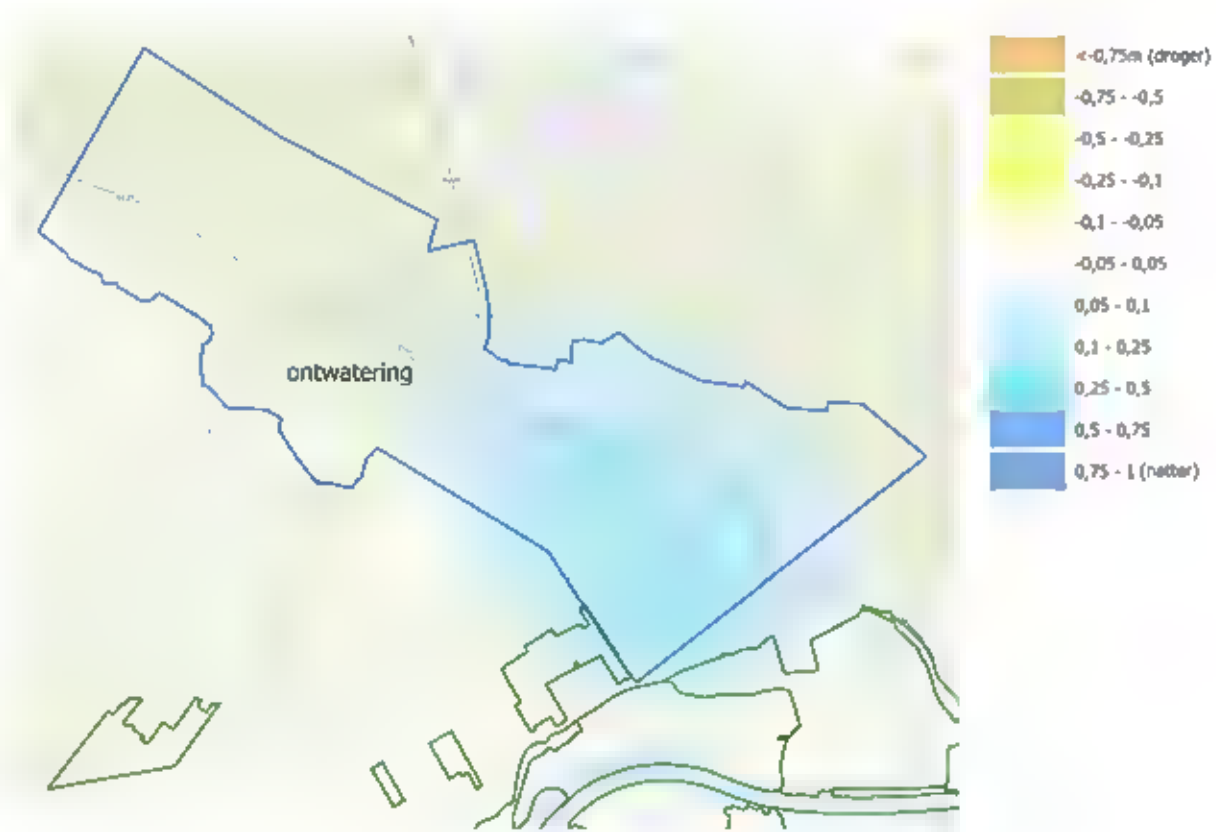 ontwatering
<-0,75m (droger)
-0,75 - -0,5
-0,5 - -0,25
-0,25 - -0,1
-0,1 - -0,05
-0,05 - 0,05
0,05 - 0,1
0,1 - 0,25
0,25 - 0,5
0,5 - 0,75
0,75 - 1 (natter)